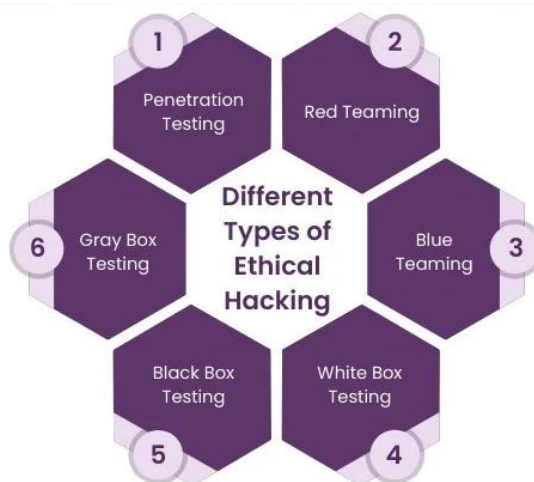 1
Penetration
Testing
2
Red Teaming
Different
Types of
Ethical
Hacking
3
Blue
Teaming
4
White Box
Testing
5
Black Box
Testing
6
Gray Box
Testing